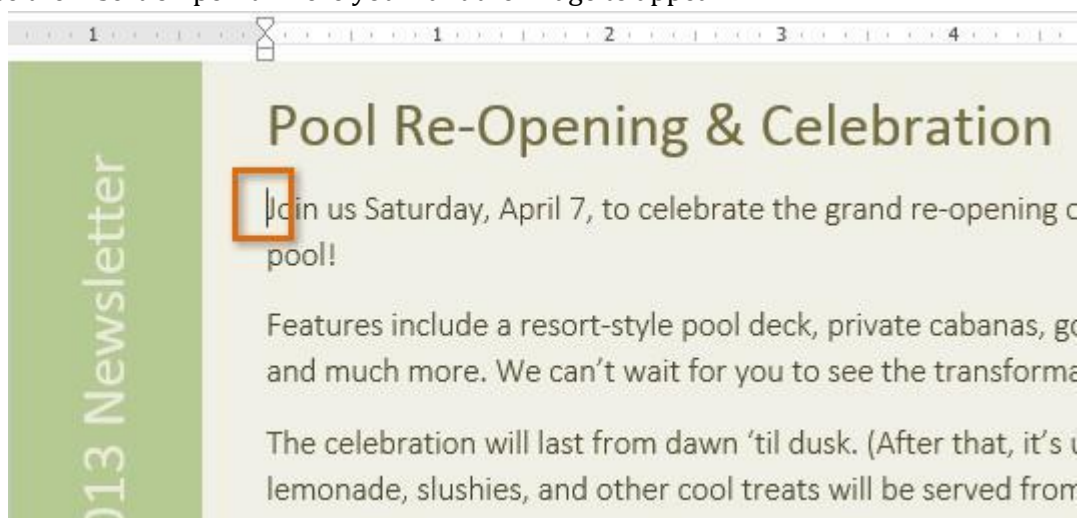 1 1 2 3 4
Pool Re-Opening & Celebration
Join us Saturday, April 7, to celebrate the grand re-opening
pool!
Features include a resort-style pool deck, private cabanas,
and much more. We can’t wait for you to see the
The celebration will last from dawn ‘til dusk. (After that, it’s
lemonade, slushies, and other cool treats will be served from
013 Newsletter